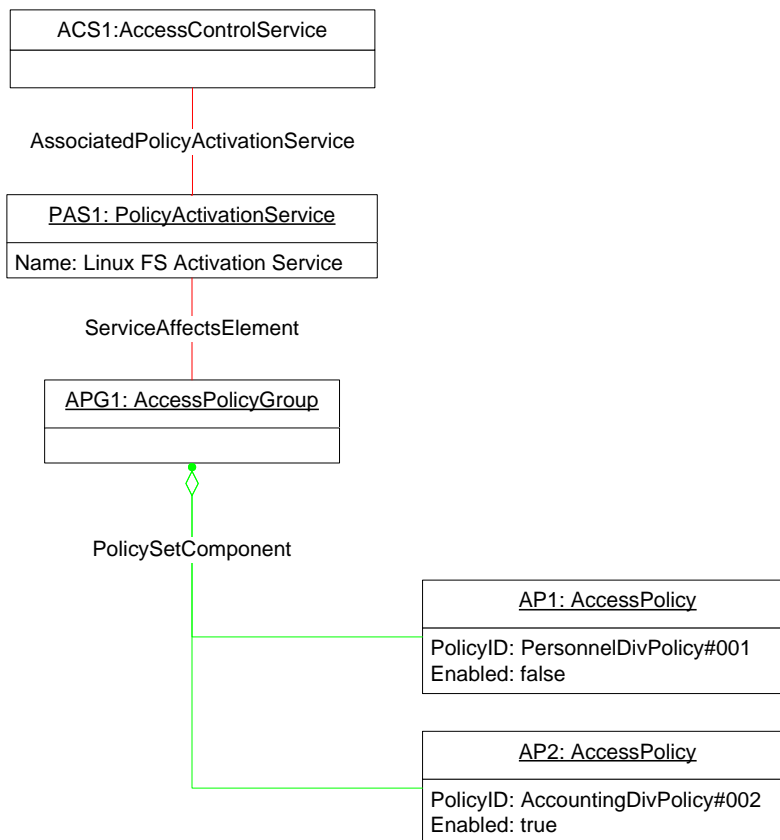 ACS1:AccessControlService
AssociatedPolicyActivationService
PAS1: PolicyActivationService
Name: Linux FS Activation Service
ServiceAffectsElement
APG1: AccessPolicyGroup
PolicySetComponent
AP1: AccessPolicy
PolicyID: PersonnelDivPolicy#001
Enabled: false
AP2: AccessPolicy
PolicyID: AccountingDivPolicy#002
Enabled: true